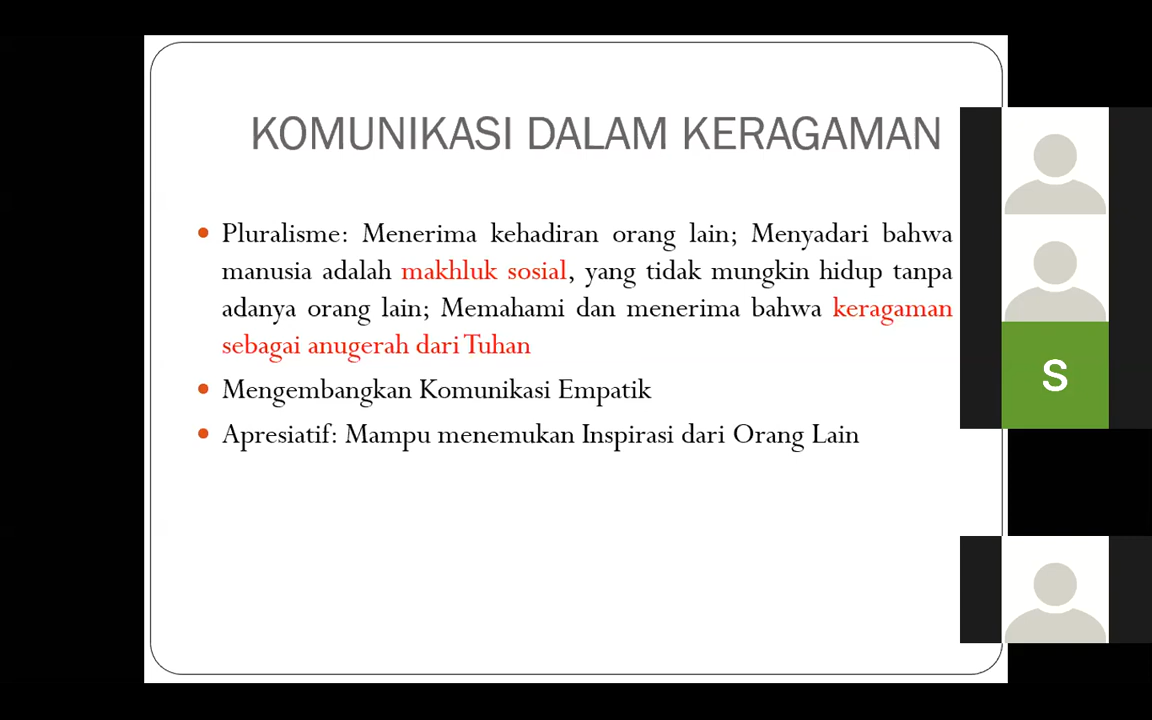 KOMUNIKASI DALAM KERAGAMAN
• Pluralisme: Menerima kehadiran orang lain; Menyadari bahwa
manusia adalah makhluk sosial, yang tidak mungkin hidup tanpa
adanya orang lain; Memahami dan menerima bahwa keragaman
sebagai anugerah dari Tuhan
• Mengembangkan Komunikasi Empatik
• Apresiatif: Mampu menemukan Inspirasi dari Orang Lain
S